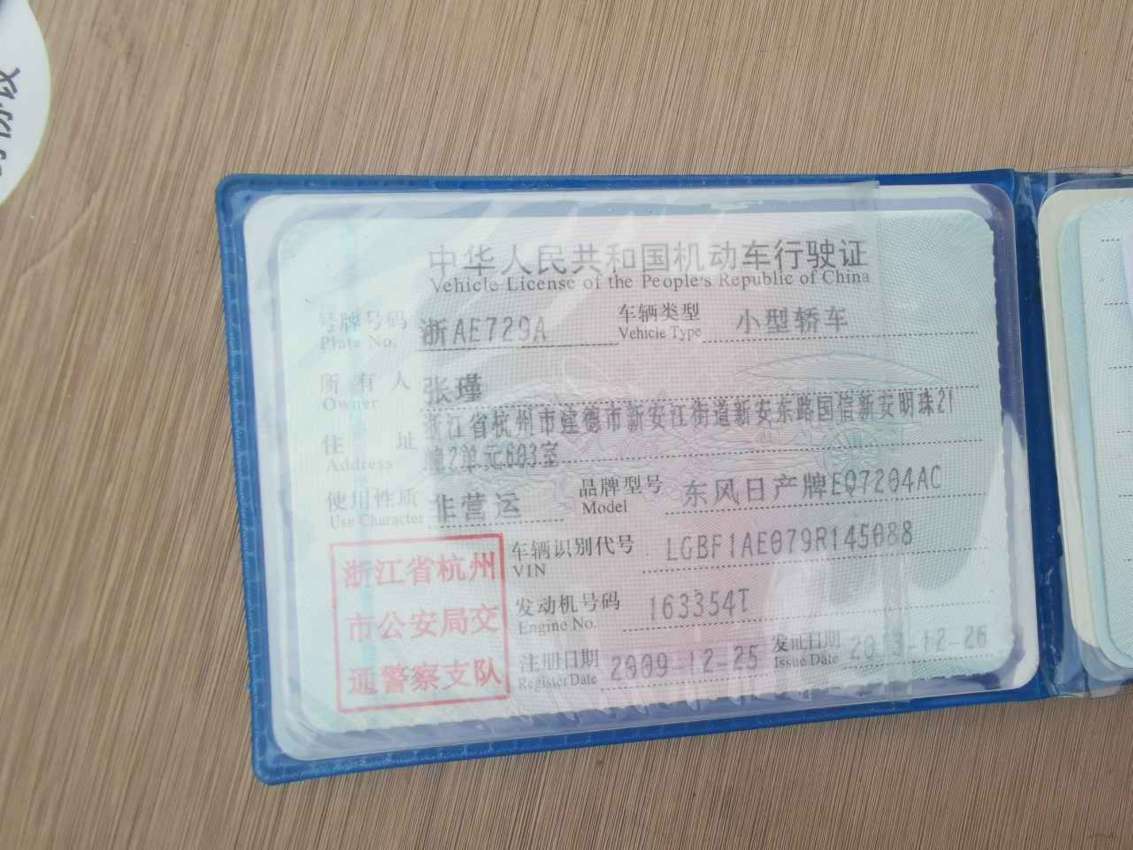 中华人民共和国机动车行驶证
Vehicle License of the People's Republic of China
号牌号码 浙AE729A 车辆类型 小型轿车
Plate No. Vehicle Type
所有人 张瑾
Owner
住址 浙江省杭州市建德市新安江街道新安东路国信新安明珠21
Address 幢2单元603室
使用性质 非营运 品牌型号 东风日产牌EQ7204AC
Use Character Model
车辆识别代号 LGBF1AE079R145088
VIN
发动机号码 163354T
Engine No.
注册日期 2009-12-25 发证日期 2013-12-26
Register Date Issue Date
浙江省杭州
市公安局交
通警察支队